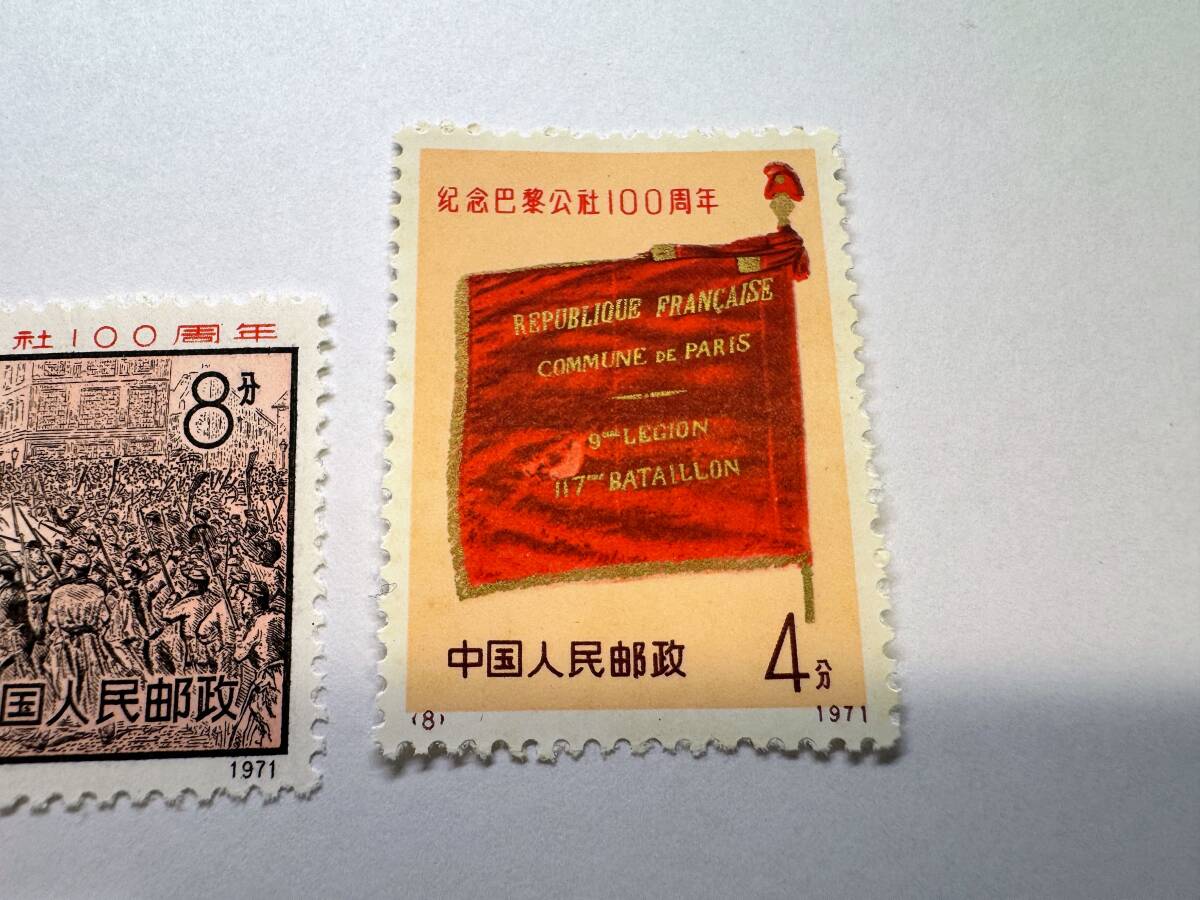 社100周年
8分
国人民邮政
1971
纪念巴黎公社100周年
REPUBLIQUE FRANÇAISE
COMMUNE DE PARIS
9ème LEGION
117ème BATAILLON
中国人民邮政
4分
(8)
1971